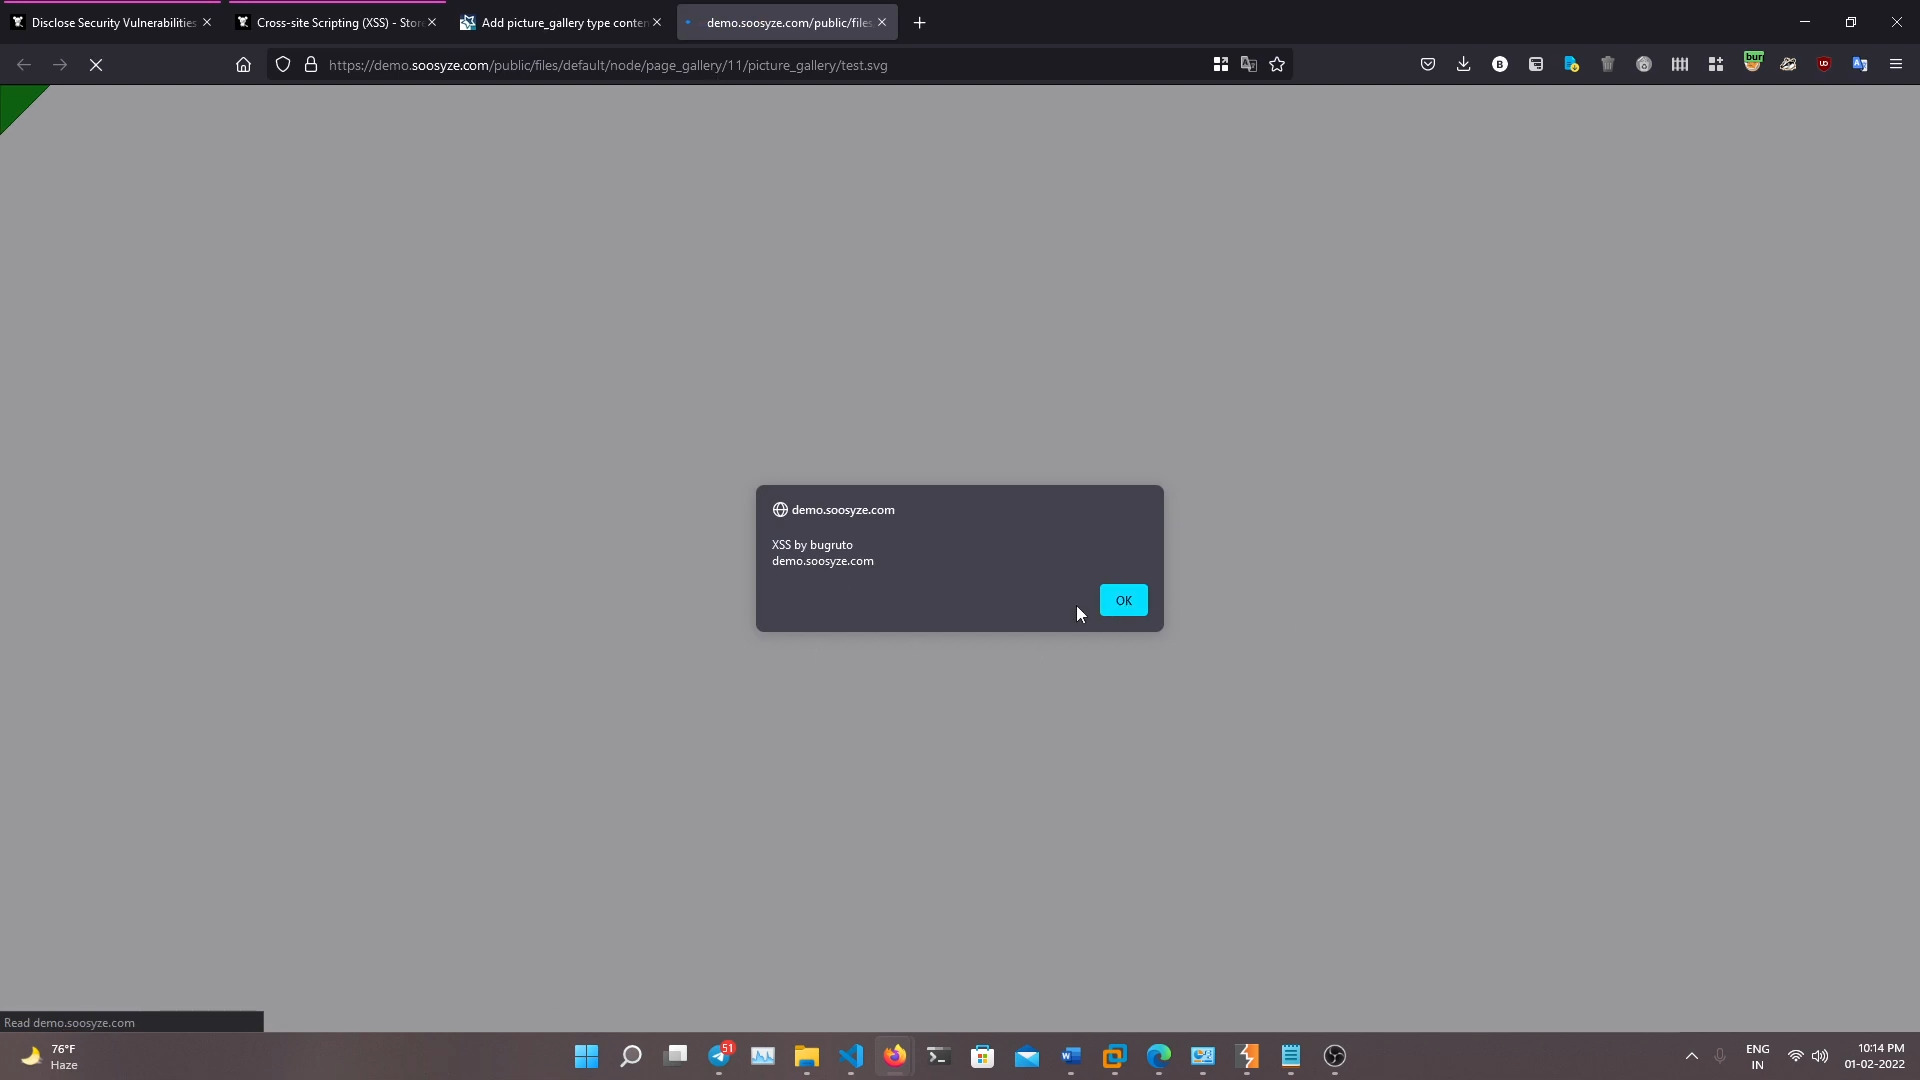 Disclose Security Vulnerabilities
Cross-site Scripting (XSS) - Stor
Add picture_gallery type conten
demo.soosyze.com/public/files
https://demo.soosyze.com/public/files/default/node/page_gallery/11/picture_gallery/test.svg
B
bur
UO
demo.soosyze.com
XSS by bugruto
demo.soosyze.com
OK
Read demo.soosyze.com
76°F
Haze
51
ENG
IN
10:14 PM
01-02-2022